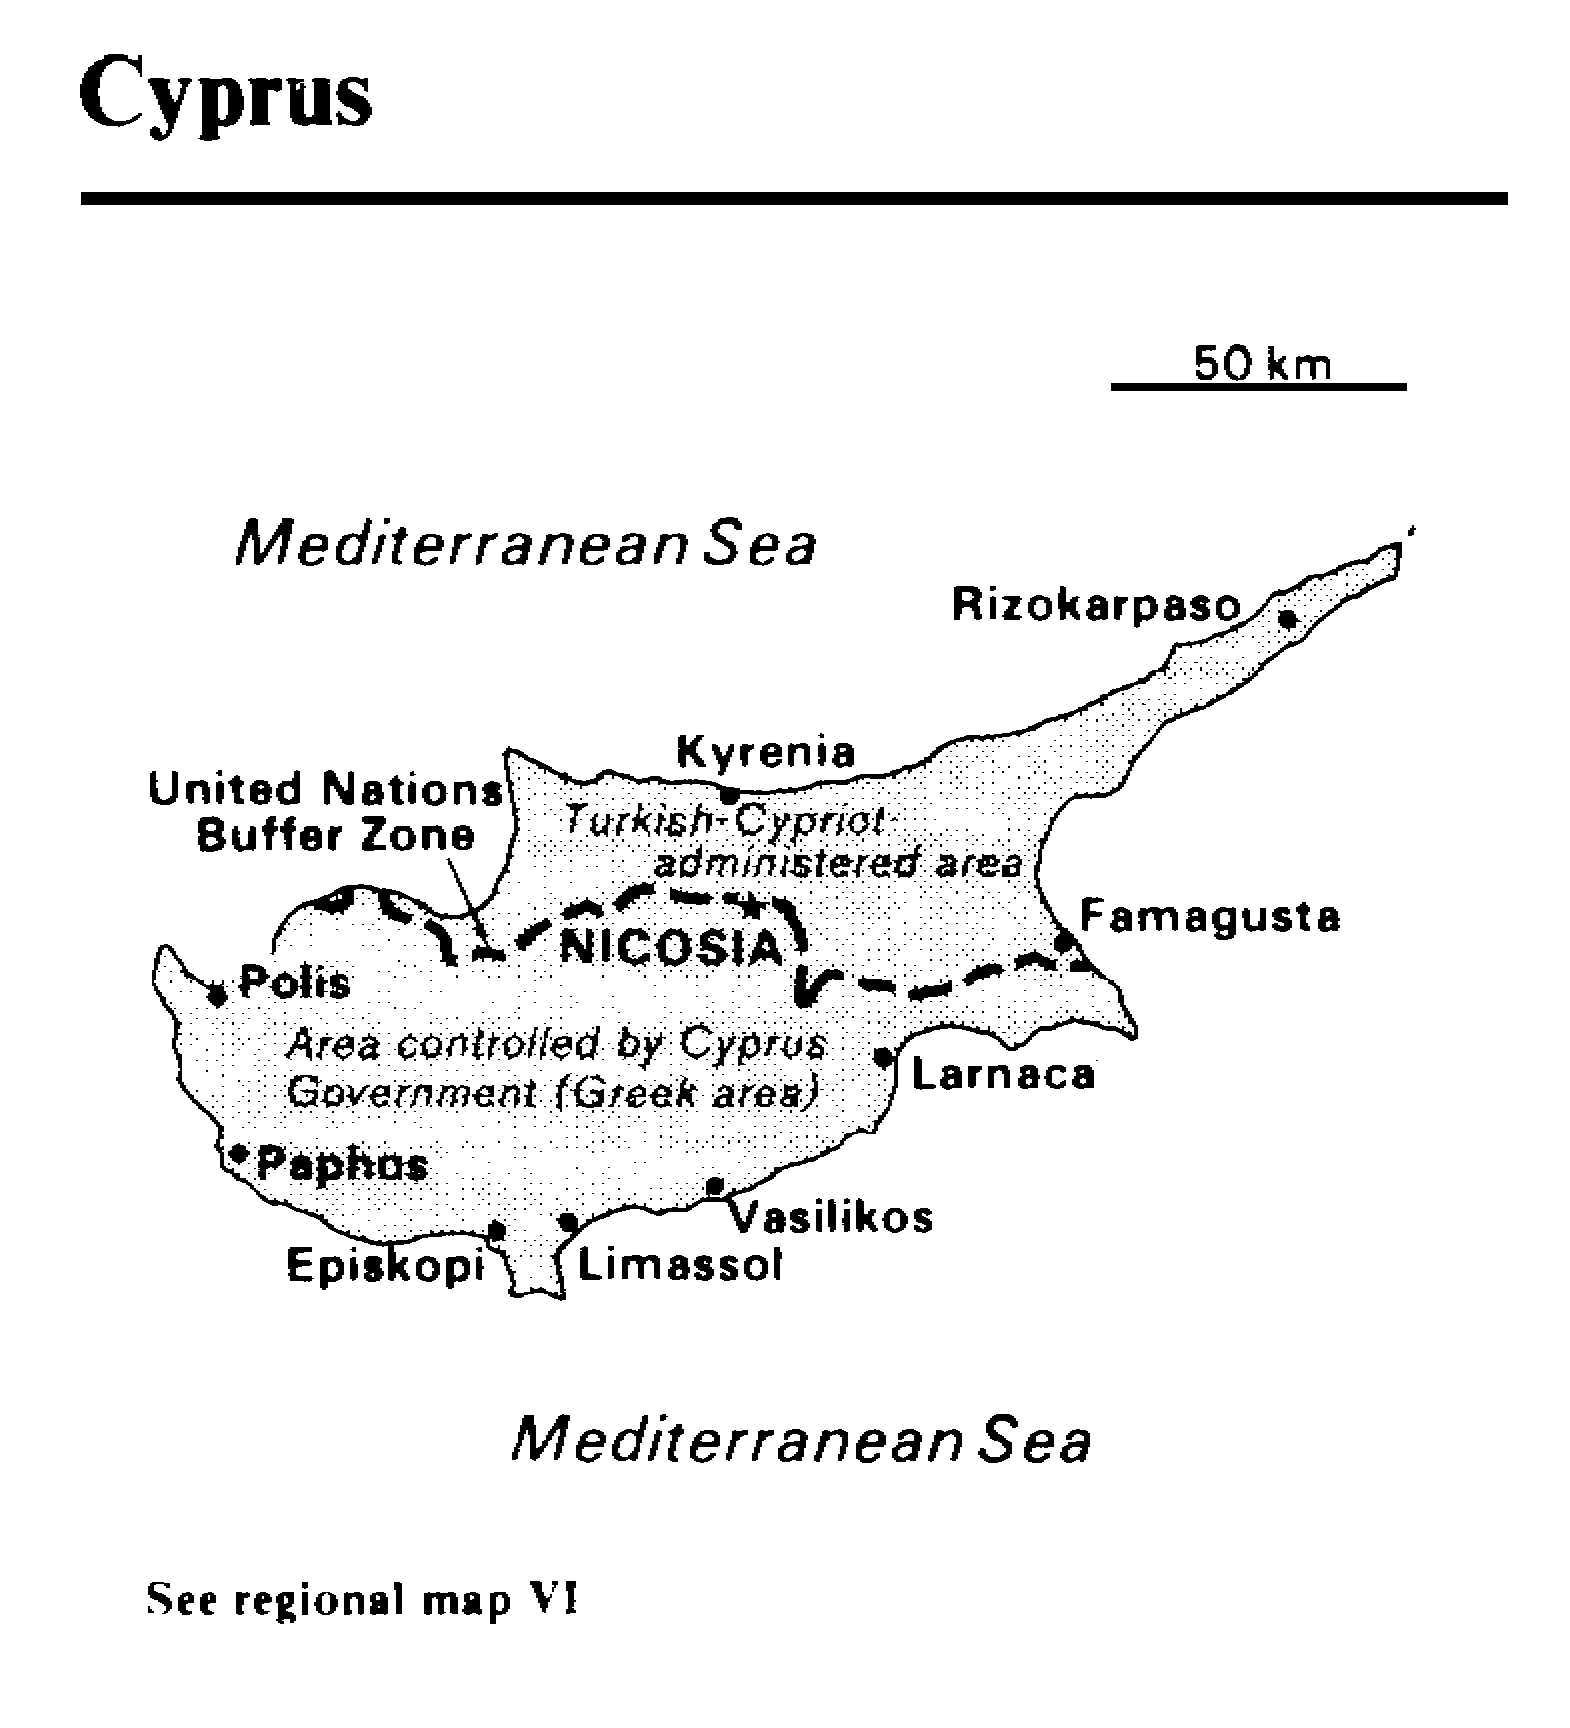 Cyprus
50 km
Mediterranean Sea
Rizokarpaso
Kyrenia
United Nations
Buffer Zone
Turkish-Cypriot
administered area
Famagusta
NICOSIA
Polis
Area controlled by Cyprus
Government (Greek area)
Larnaca
Paphos
Vasilikos
Episkopi
Limassol
Mediterranean Sea
See regional map VI